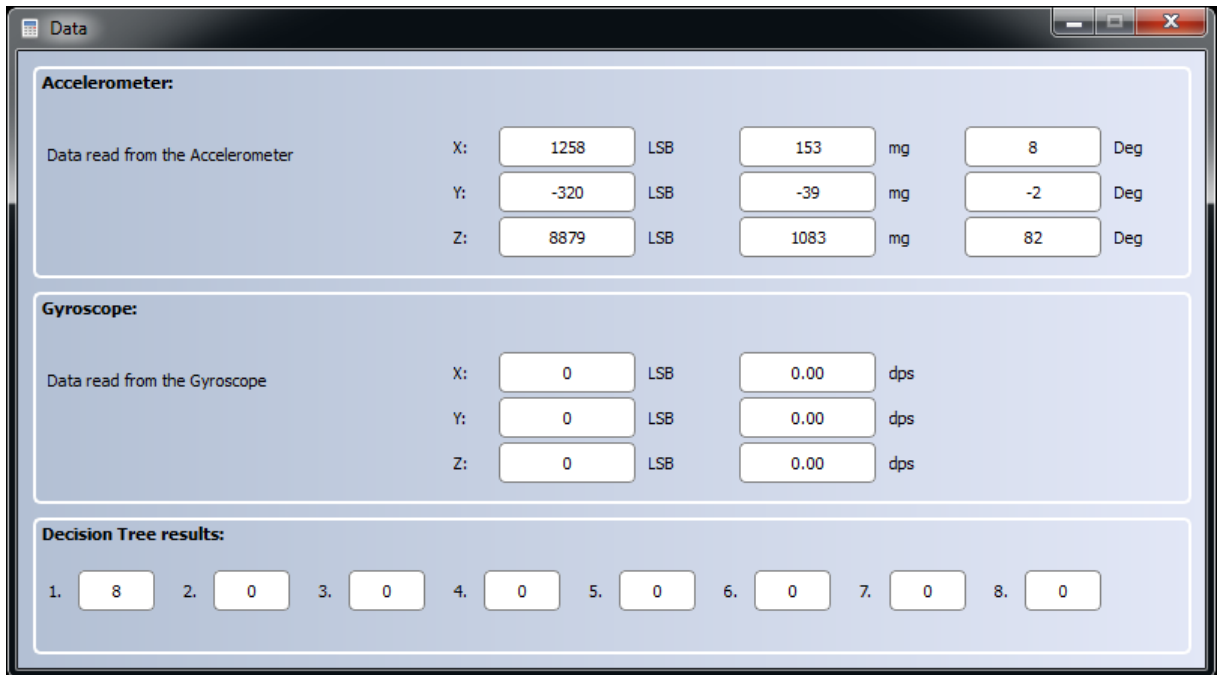 Data
Accelerometer:
Data read from the Accelerometer
X: 1258 LSB 153 mg 8 Deg
Y: -320 LSB -39 mg -2 Deg
Z: 8879 LSB 1083 mg 82 Deg
Gyroscope:
Data read from the Gyroscope
X: 0 LSB 0.00 dps
Y: 0 LSB 0.00 dps
Z: 0 LSB 0.00 dps
Decision Tree results:
1. 8 2. 0 3. 0 4. 0 5. 0 6. 0 7. 0 8. 0